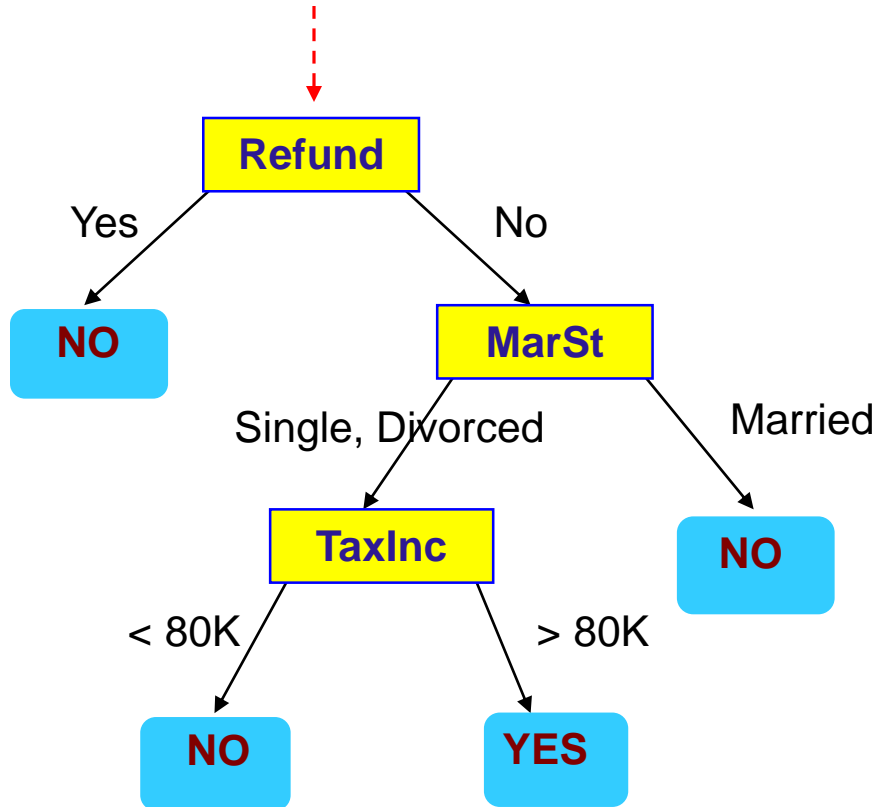 Refund
Yes
No
NO
MarSt
Single, Divorced
Married
TaxInc
NO
< 80K
> 80K
NO
YES